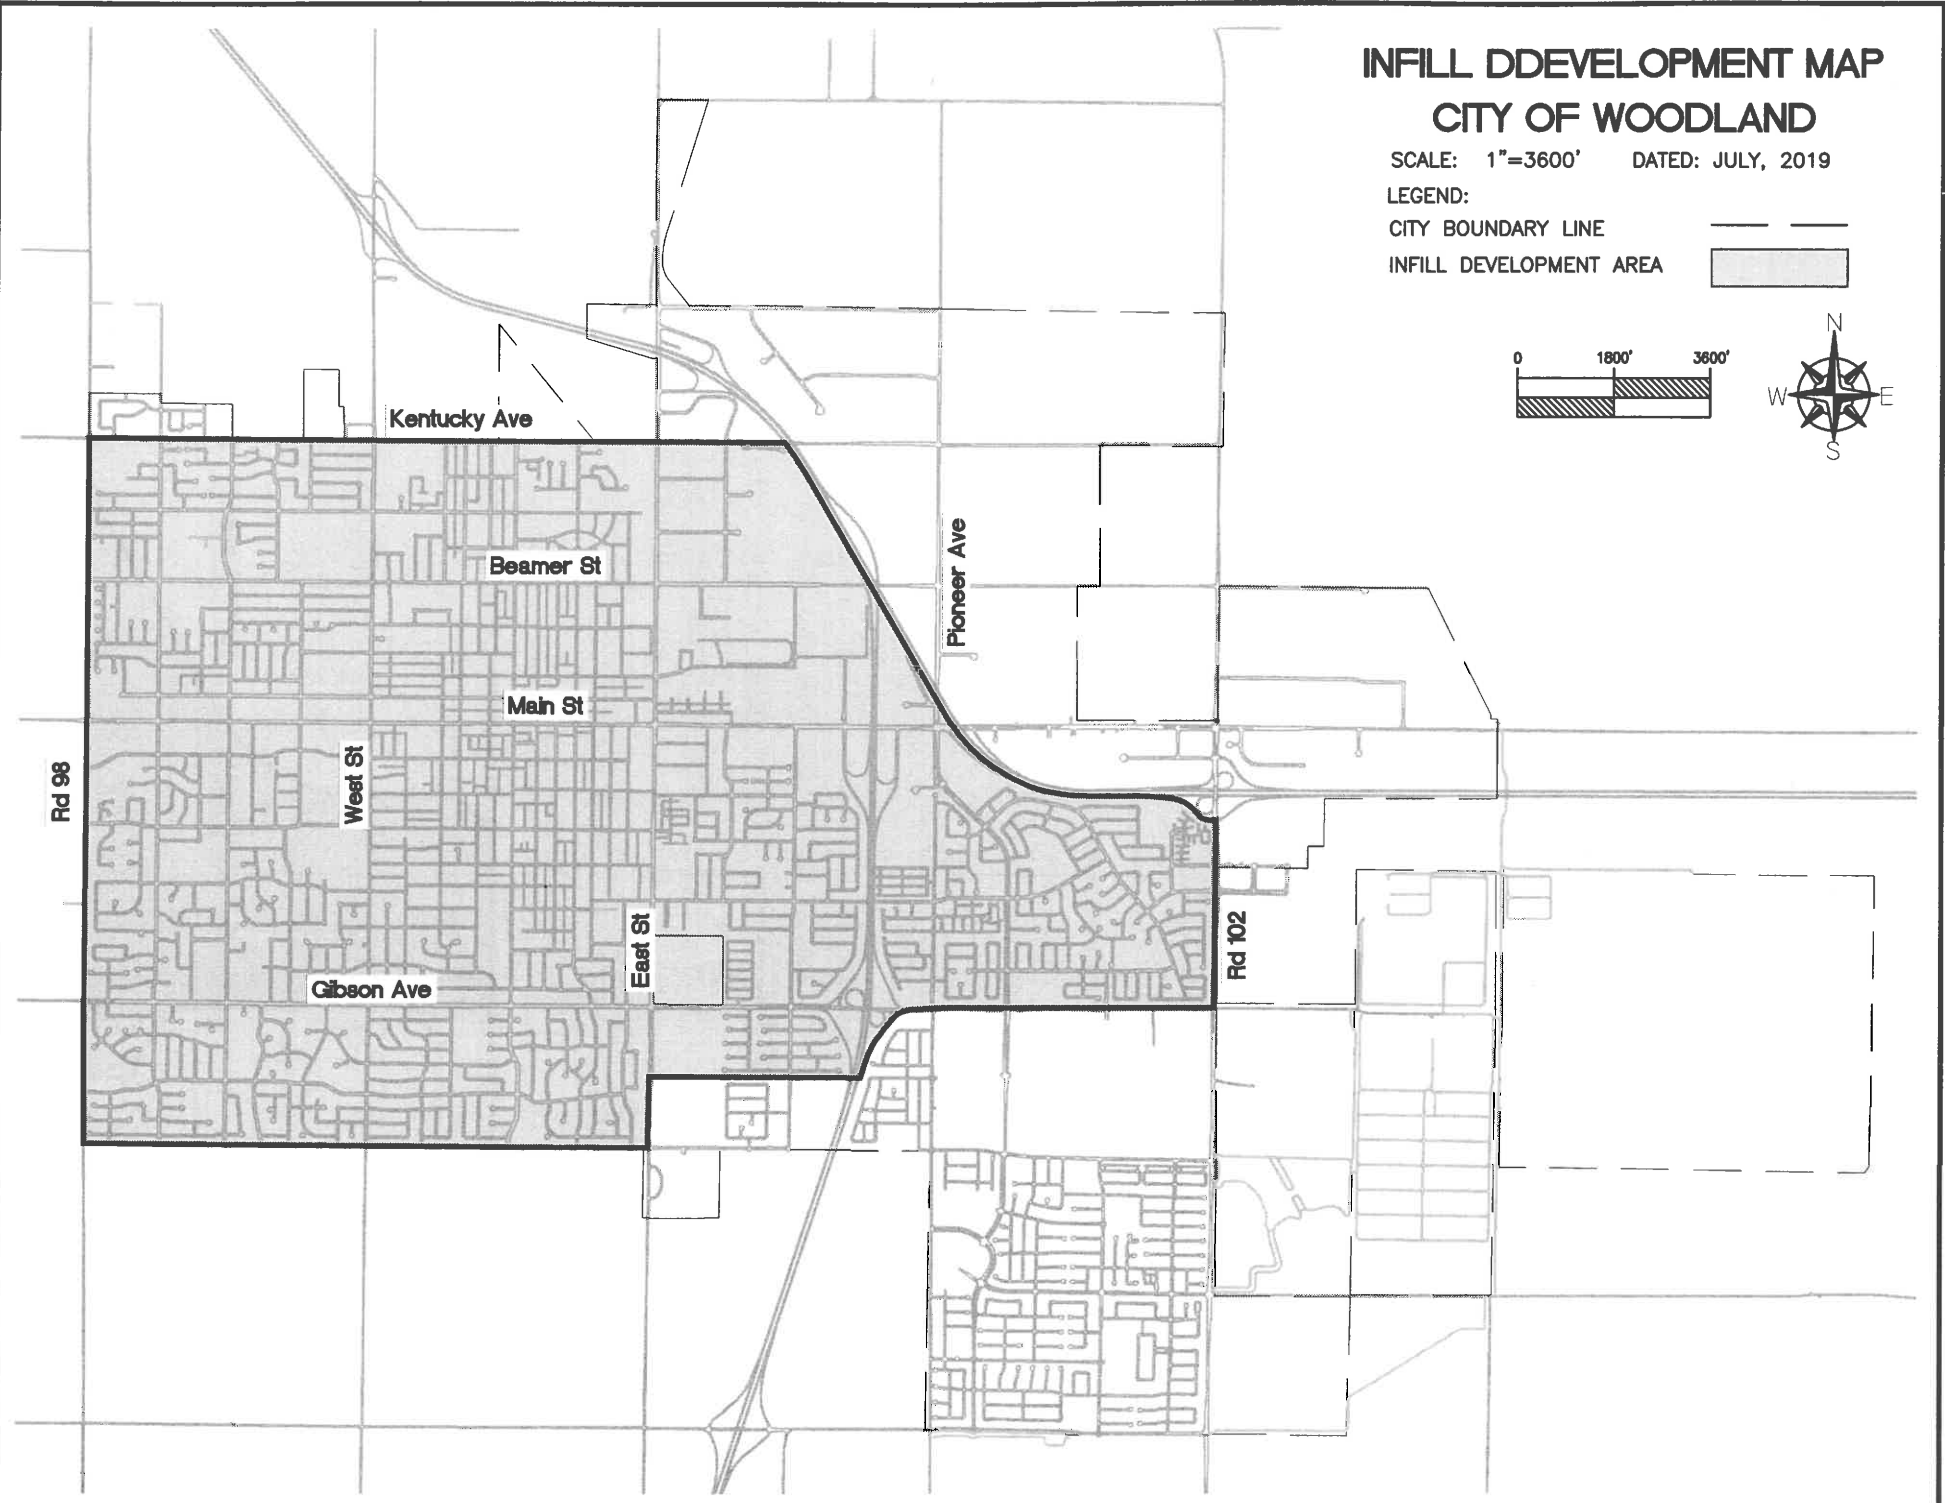 INFILL DDEVELOPMENT MAP
CITY OF WOODLAND
SCALE: 1"=3600' DATED: JULY, 2019
LEGEND:
CITY BOUNDARY LINE
INFILL DEVELOPMENT AREA
0 1800' 3600'
N
W E
S
Kentucky Ave
Beamer St
Pioneer Ave
Main St
Rd 98
West St
East St
Rd 102
Gibson Ave